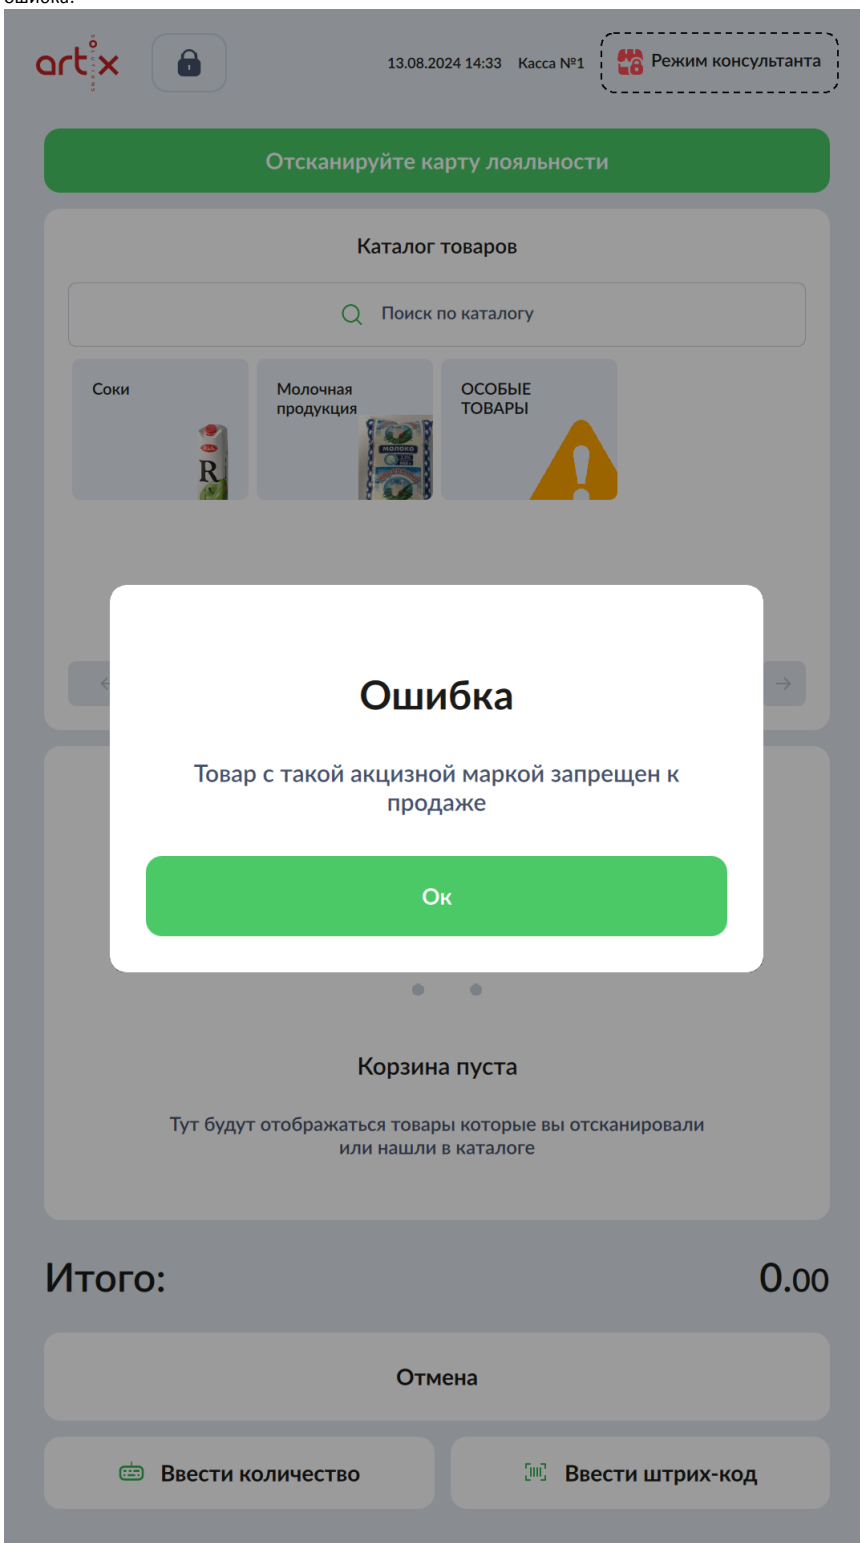 ошибка:
artix
13.08.2024 14:33 Касса №1 Режим консультанта
Отсканируйте карту лояльности
Каталог товаров
Поиск по каталогу
Соки
Молочная
продукция
ОСОБЫЕ
ТОВАРЫ
R
МОЛОКО
Ошибка
Товар с такой акцизной маркой запрещен к
продаже
Ок
Корзина пуста
Тут будут отображаться товары которые вы отсканировали
или нашли в каталоге
Итого:
0.00
Отмена
Ввести количество
Ввести штрих-код